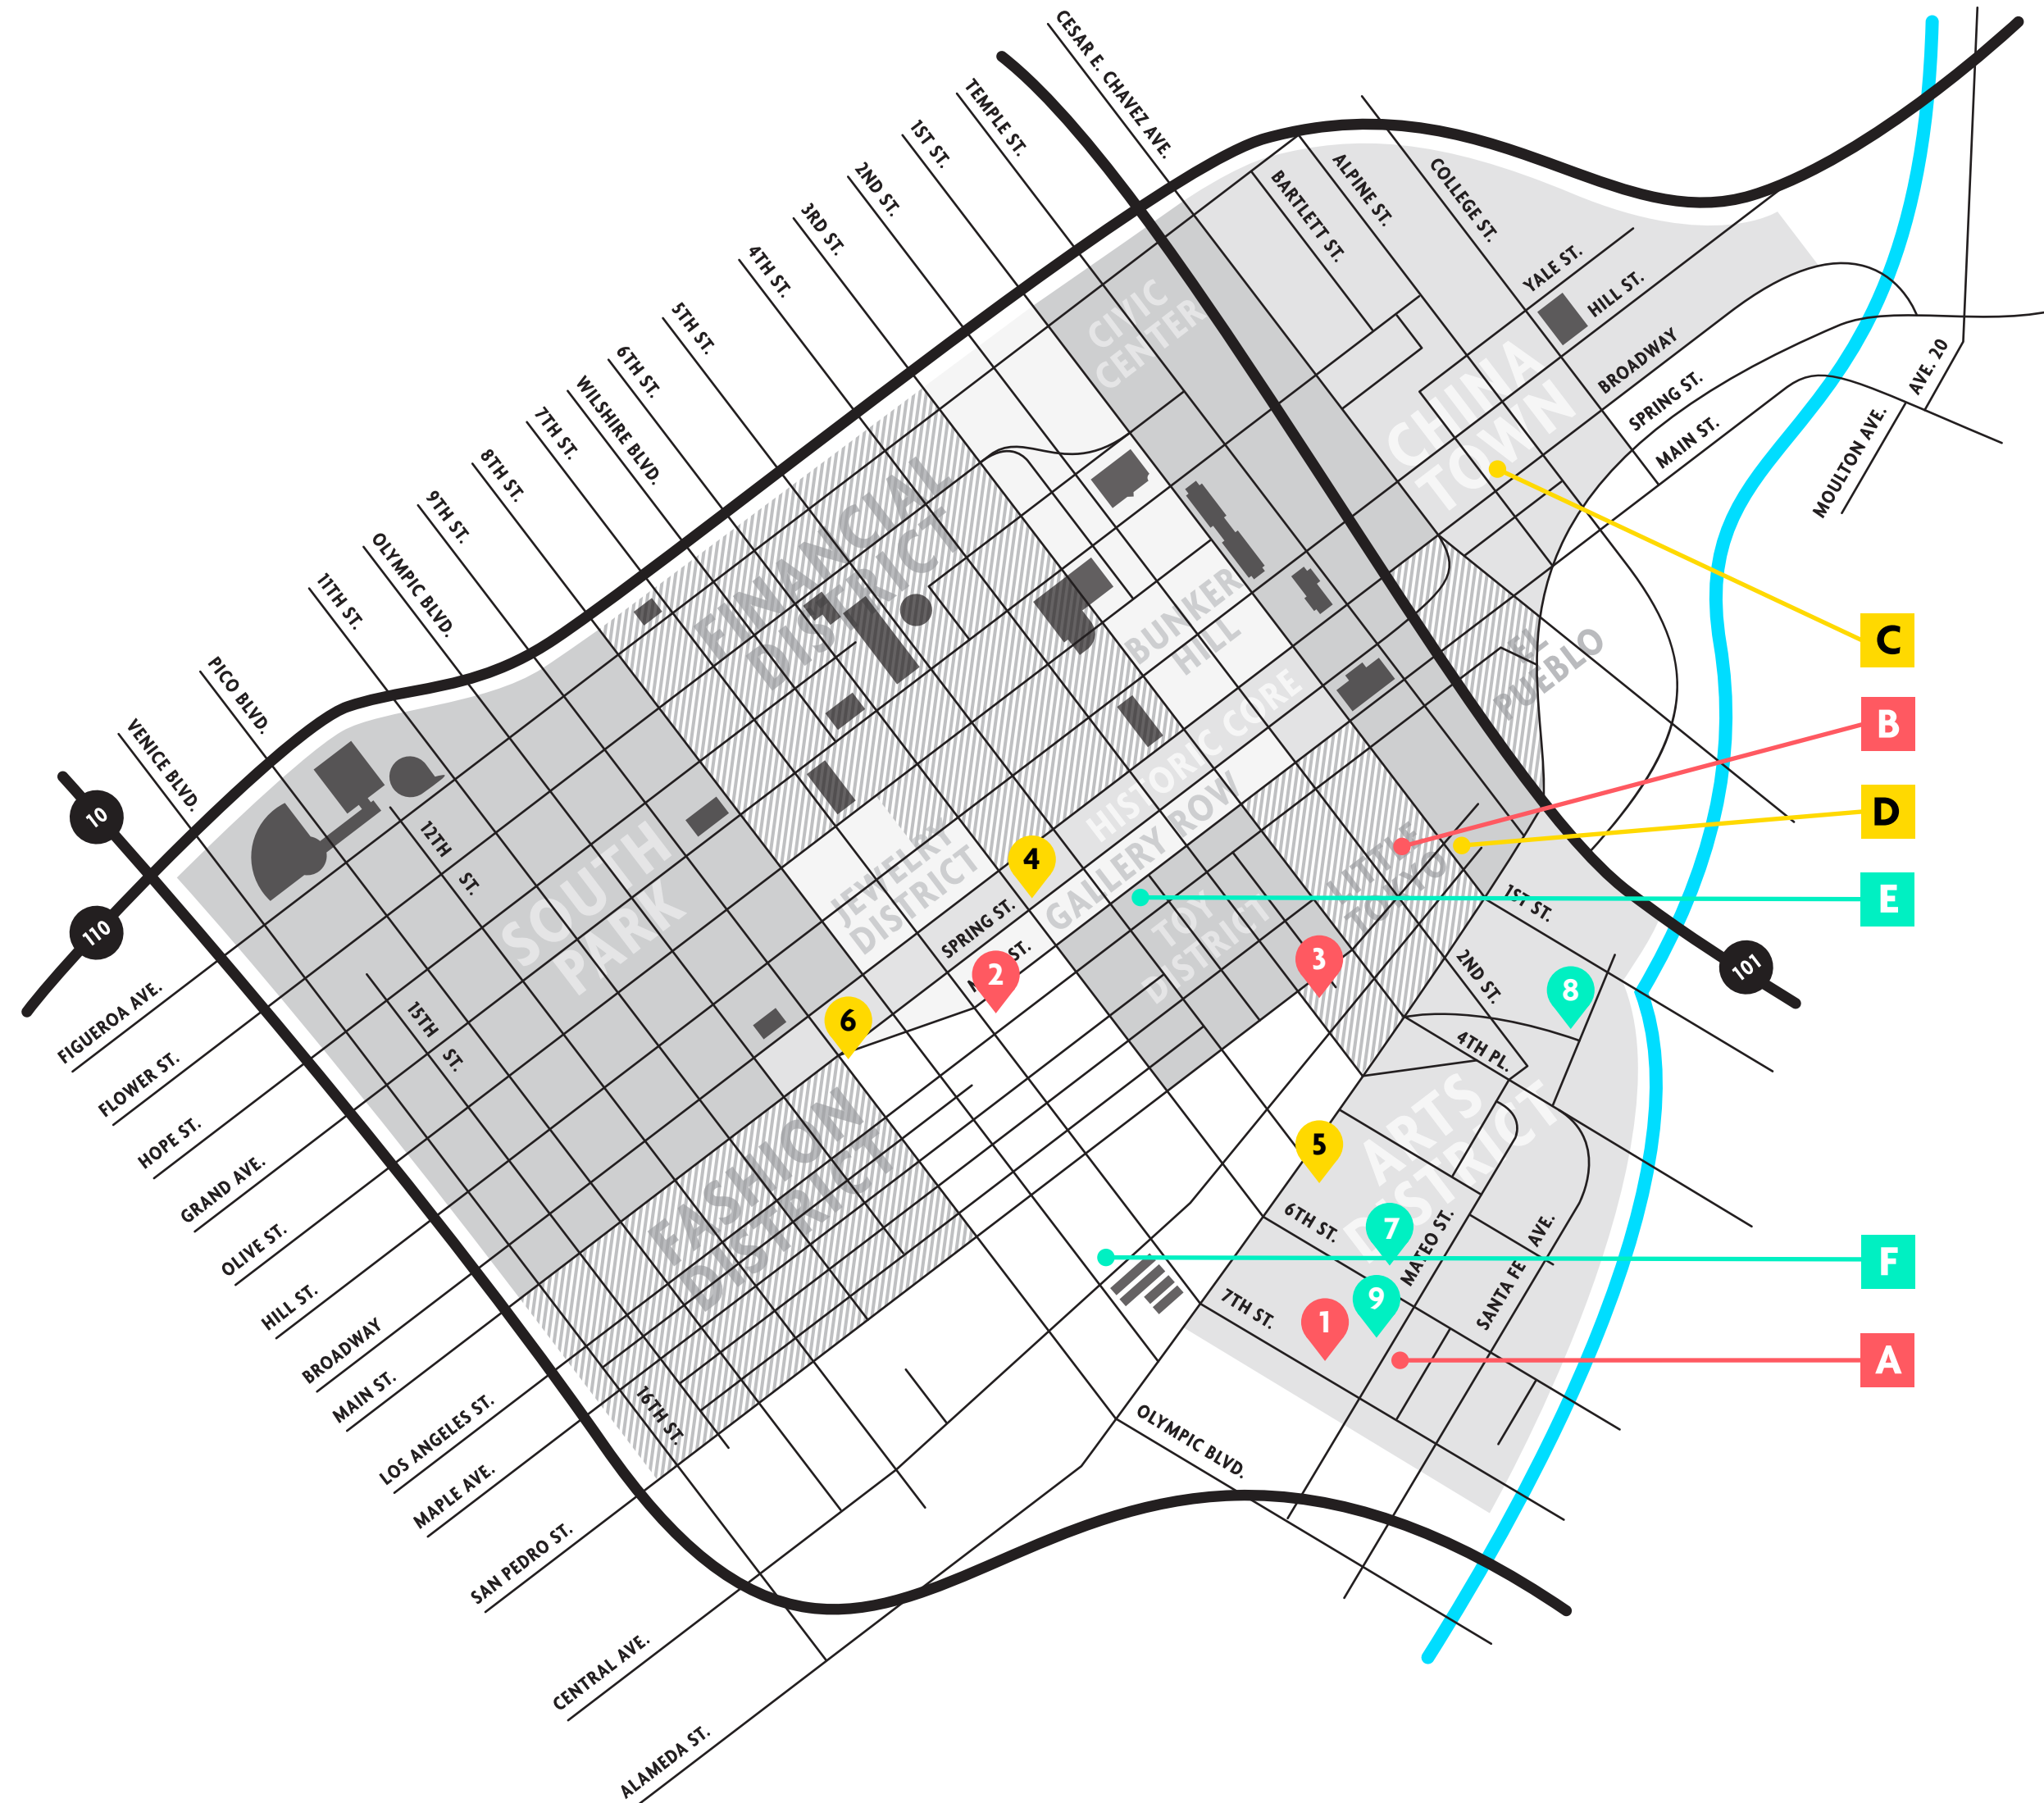 CESAR E. CHAVEZ AVE.
TEMPLE ST.
1ST ST.
2ND ST.
3RD ST.
4TH ST.
5TH ST.
6TH ST.
WILSHIRE BLVD.
7TH ST.
8TH ST.
9TH ST.
OLYMPIC BLVD.
11TH ST.
PICO BLVD.
VENICE BLVD.
BARTLETT ST.
ALPINE ST.
COLLEGE ST.
YALE ST.
HILL ST.
BROADWAY
SPRING ST.
MAIN ST.
AVE. 20
MOULTON AVE.
CIVIC
CENTER
CHINA
TOWN
FINANCIAL
DISTRICT
BUNKER
HILL
EL
PUEBLO
HISTORIC CORE
GALLERY ROW
JEWELRY
DISTRICT
SOUTH
PARK
TOY
DISTRICT
LITTLE
TOKYO
ARTS
DISTRICT
FASHION
DISTRICT
10
110
101
12TH ST.
15TH ST.
16TH ST.
SPRING ST.
ST.
1ST ST.
2ND ST.
4TH PL.
6TH ST.
7TH ST.
MATEO ST.
SANTA FE AVE.
OLYMPIC BLVD.
FIGUEROA AVE.
FLOWER ST.
HOPE ST.
GRAND AVE.
OLIVE ST.
HILL ST.
BROADWAY
MAIN ST.
LOS ANGELES ST.
MAPLE AVE.
SAN PEDRO ST.
CENTRAL AVE.
ALAMEDA ST.
4
2
6
3
8
5
7
9
1
C
B
D
E
F
A